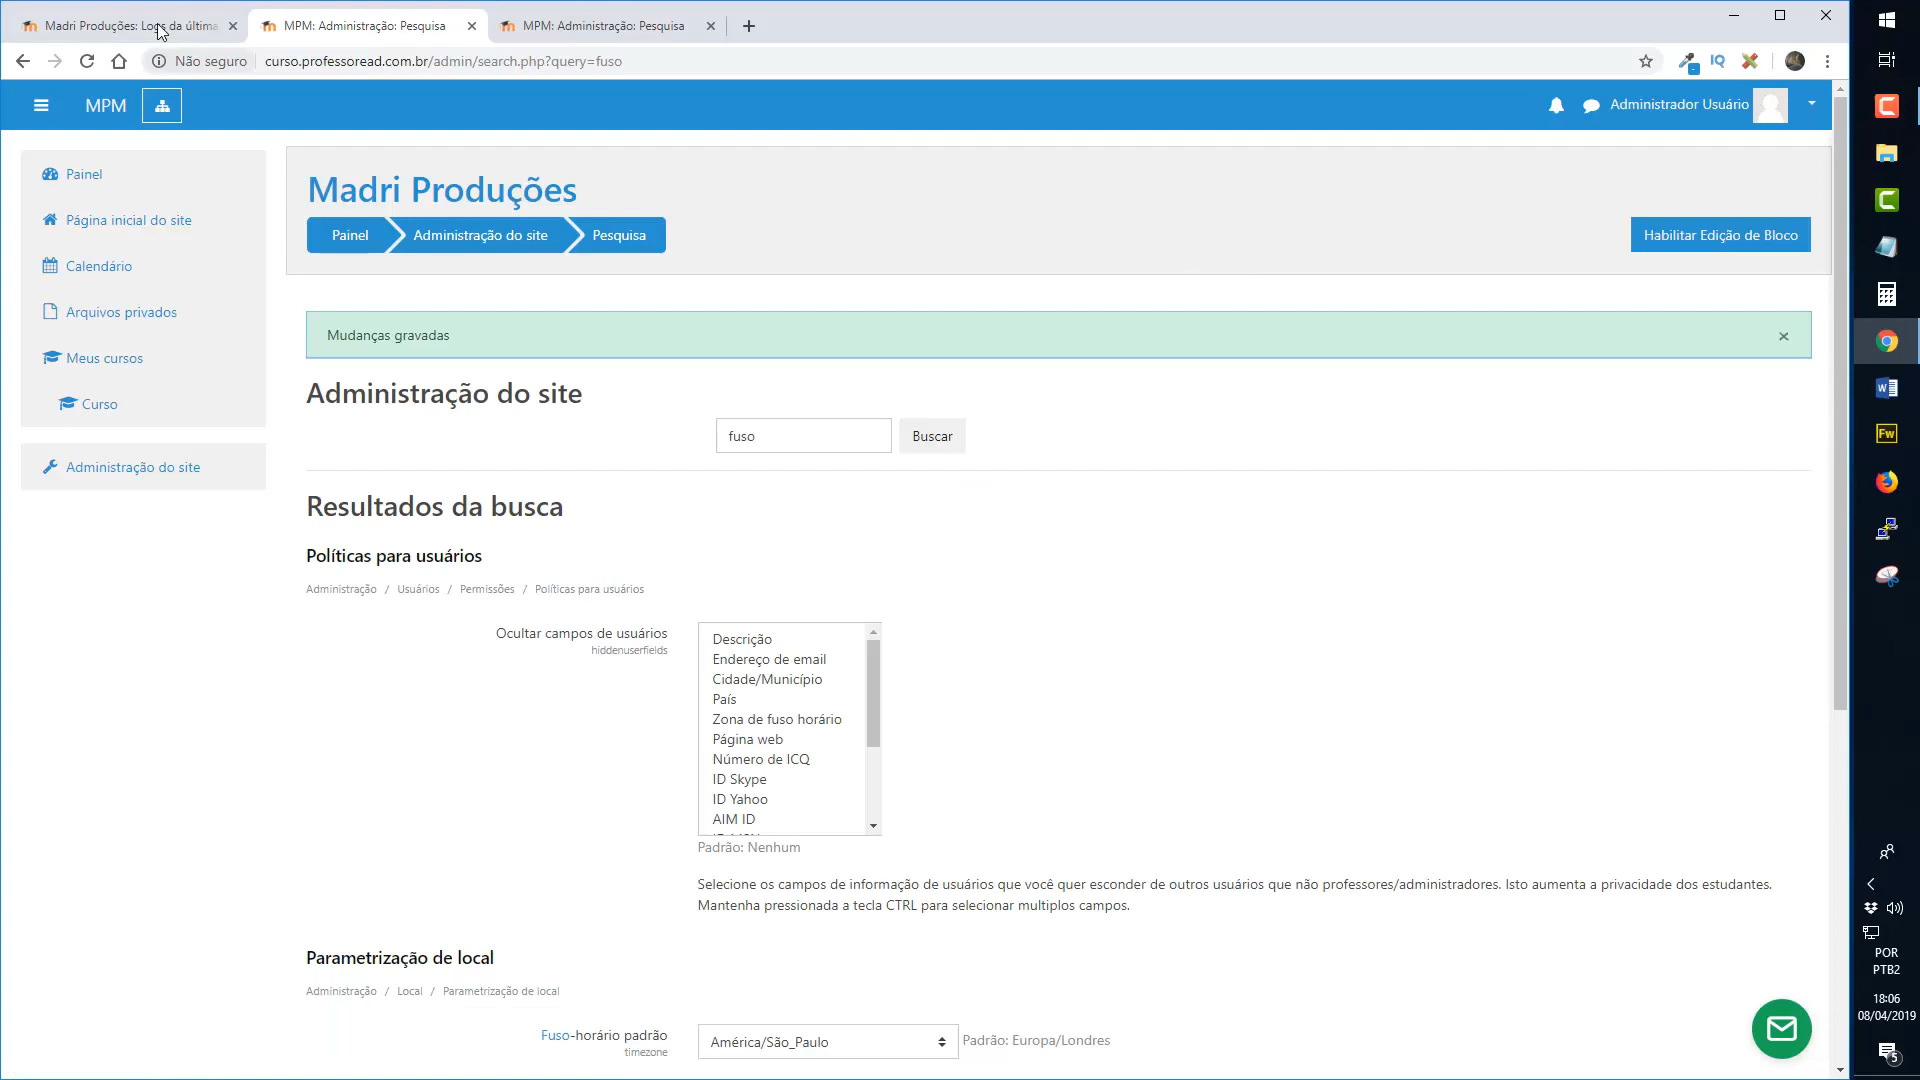 Madri Produções: Logs da última
MPM: Administração: Pesquisa
MPM: Administração: Pesquisa
Não seguro
curso.professoread.com.br/admin/search.php?query=fuso
IQ
MPM
Administrador Usuário
Painel
Página inicial do site
Calendário
Arquivos privados
Meus cursos
Curso
Administração do site
Madri Produções
Painel
Administração do site
Pesquisa
Habilitar Edição de Bloco
Mudanças gravadas
Administração do site
fuso
Buscar
Resultados da busca
Políticas para usuários
Administração / Usuários / Permissões / Políticas para usuários
Ocultar campos de usuários
hiddenuserfields
Descrição
Endereço de email
Cidade/Município
País
Zona de fuso horário
Página web
Número de ICQ
ID Skype
ID Yahoo
AIM ID
Padrão: Nenhum
Selecione os campos de informação de usuários que você quer esconder de outros usuários que não professores/administradores. Isto aumenta a privacidade dos estudantes.
Mantenha pressionada a tecla CTRL para selecionar multiplos campos.
Parametrização de local
Administração / Local / Parametrização de local
Fuso-horário padrão
timezone
América/São_Paulo
Padrão: Europa/Londres
Fw
POR
PTB2
18:06
08/04/2019
5